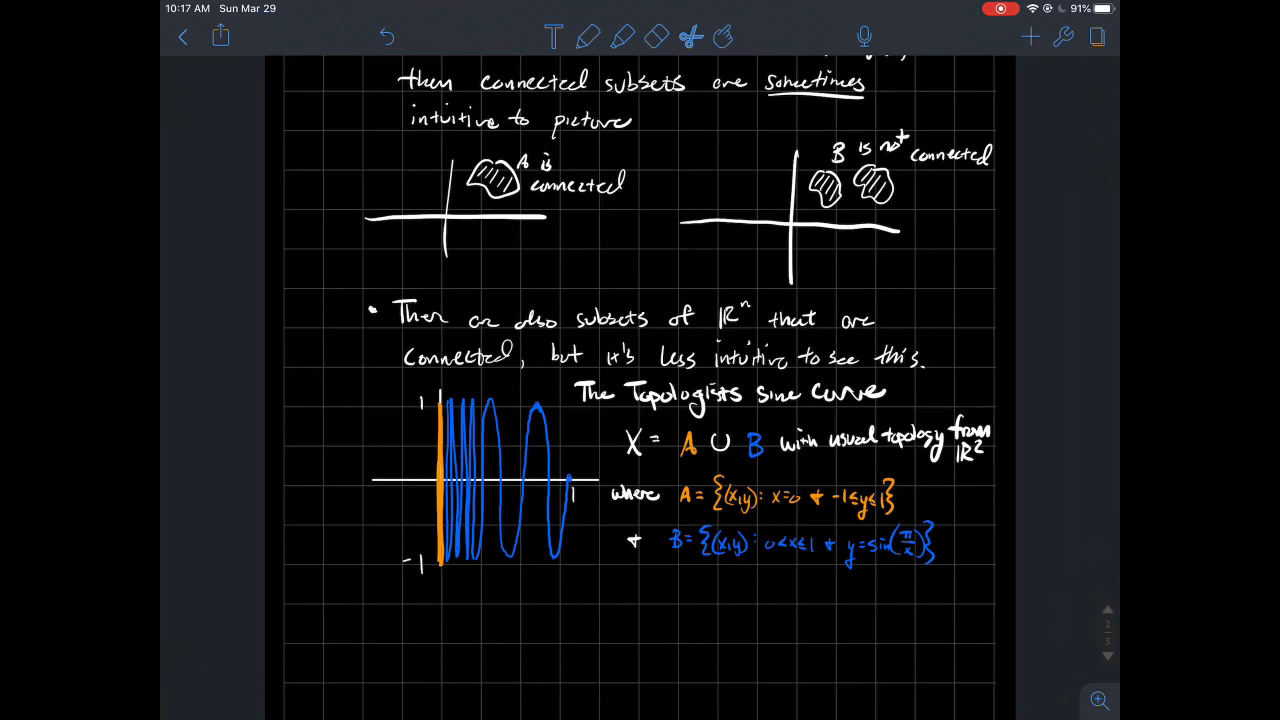 10:17 AM Sun Mar 29
91%
then connected subsets are sometimes
intuitive to picture
A is
connected
B is not connected
• There are also subsets of ℝⁿ that are
connected, but it's less intuitive to see this.
The Topologists sine curve
X = A ∪ B with usual topology from
ℝ²
where A = {(x,y): x=0 + -1≤y≤1}
+ B = {(x,y): 0<x≤1 + y=sin(π/x)}
1
-1
1
2
5